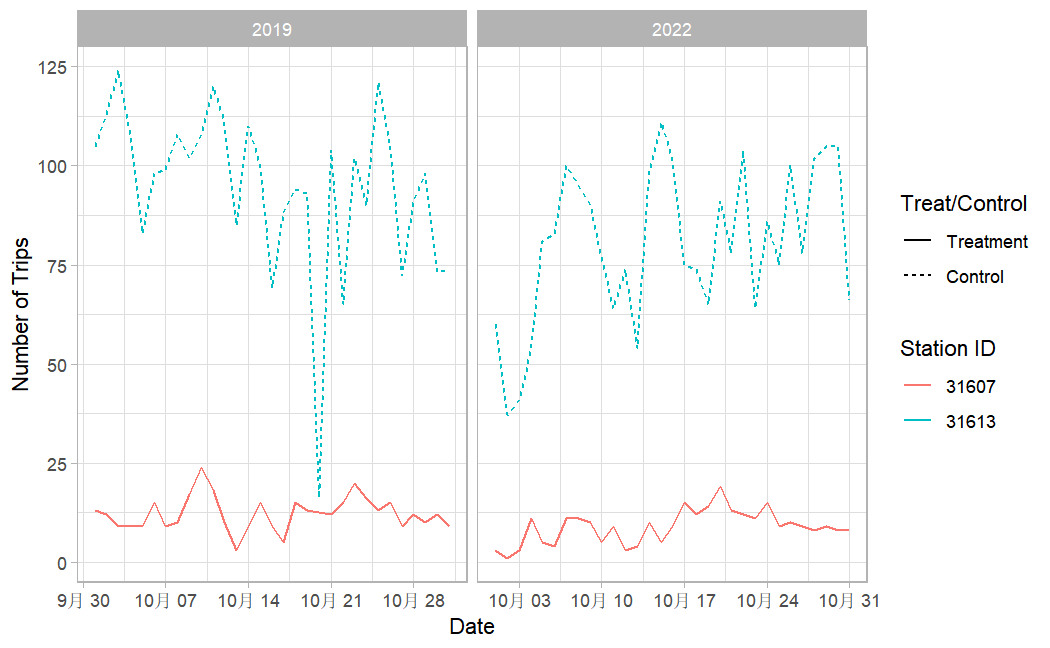 2019 2022
125
100
75
50
25
0
Number of Trips
9月 30 10月 07 10月 14 10月 21 10月 28 10月 03 10月 10 10月 17 10月 24 10月 31
Date
Treat/Control
Treatment
Control
Station ID
31607
31613